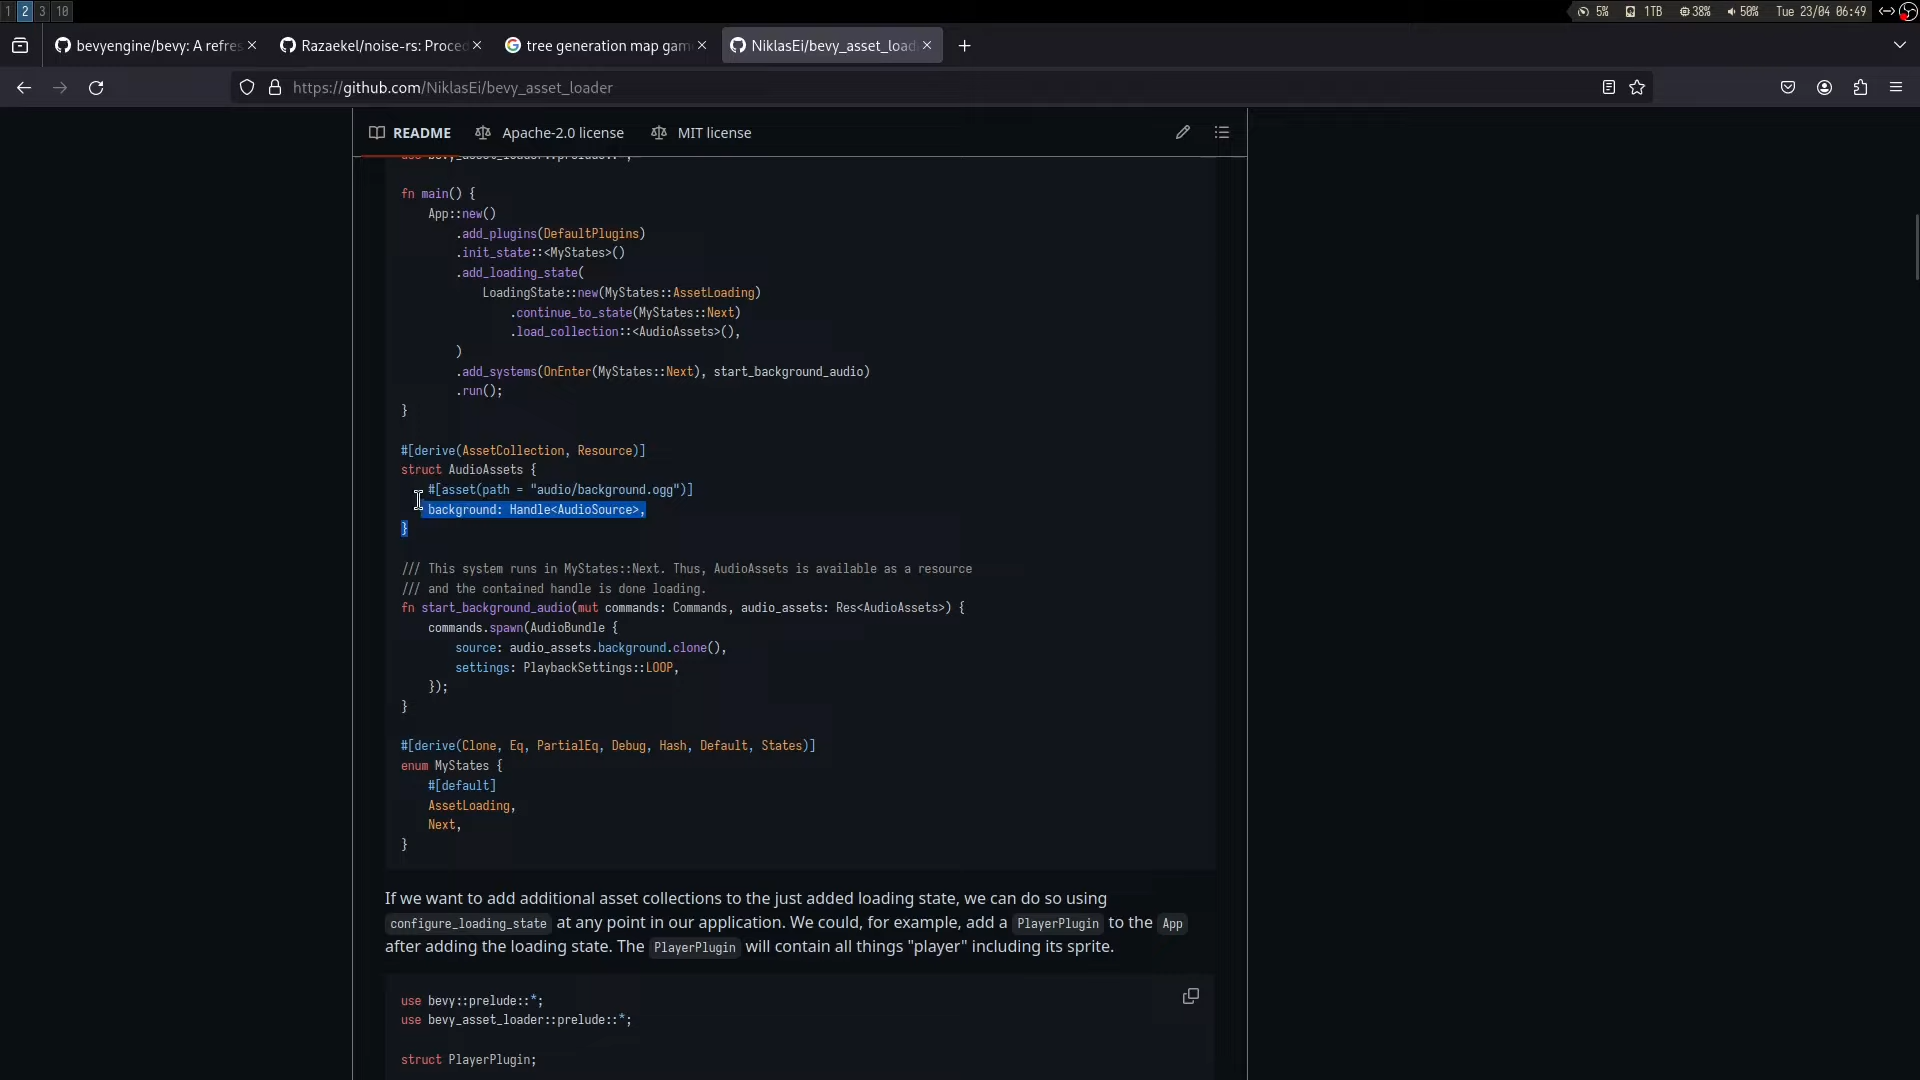 1 2 3 10
5% 1TB 38% 50% Tue 23/04 06:49
bevyengine/bevy: A refres
Razaekel/noise-rs: Proced
tree generation map gam
NiklasEi/bevy_asset_load
https://github.com/NiklasEi/bevy_asset_loader
README Apache-2.0 license MIT license
use bevy_asset_loader::prelude::*;
fn main() {
App::new()
.add_plugins(DefaultPlugins)
.init_state::<MyStates>()
.add_loading_state(
LoadingState::new(MyStates::AssetLoading)
.continue_to_state(MyStates::Next)
.load_collection::<AudioAssets>(),
)
.add_systems(OnEnter(MyStates::Next), start_background_audio)
.run();
}
#[derive(AssetCollection, Resource)]
struct AudioAssets {
#[asset(path = "audio/background.ogg")]
background: Handle<AudioSource>,
}
/// This system runs in MyStates::Next. Thus, AudioAssets is available as a resource
/// and the contained handle is done loading.
fn start_background_audio(mut commands: Commands, audio_assets: Res<AudioAssets>) {
commands.spawn(AudioBundle {
source: audio_assets.background.clone(),
settings: PlaybackSettings::LOOP,
});
}
#[derive(Clone, Eq, PartialEq, Debug, Hash, Default, States)]
enum MyStates {
#[default]
AssetLoading,
Next,
}
If we want to add additional asset collections to the just added loading state, we can do so using
configure_loading_state at any point in our application. We could, for example, add a PlayerPlugin to the App
after adding the loading state. The PlayerPlugin will contain all things "player" including its sprite.
use bevy::prelude::*;
use bevy_asset_loader::prelude::*;
struct PlayerPlugin;